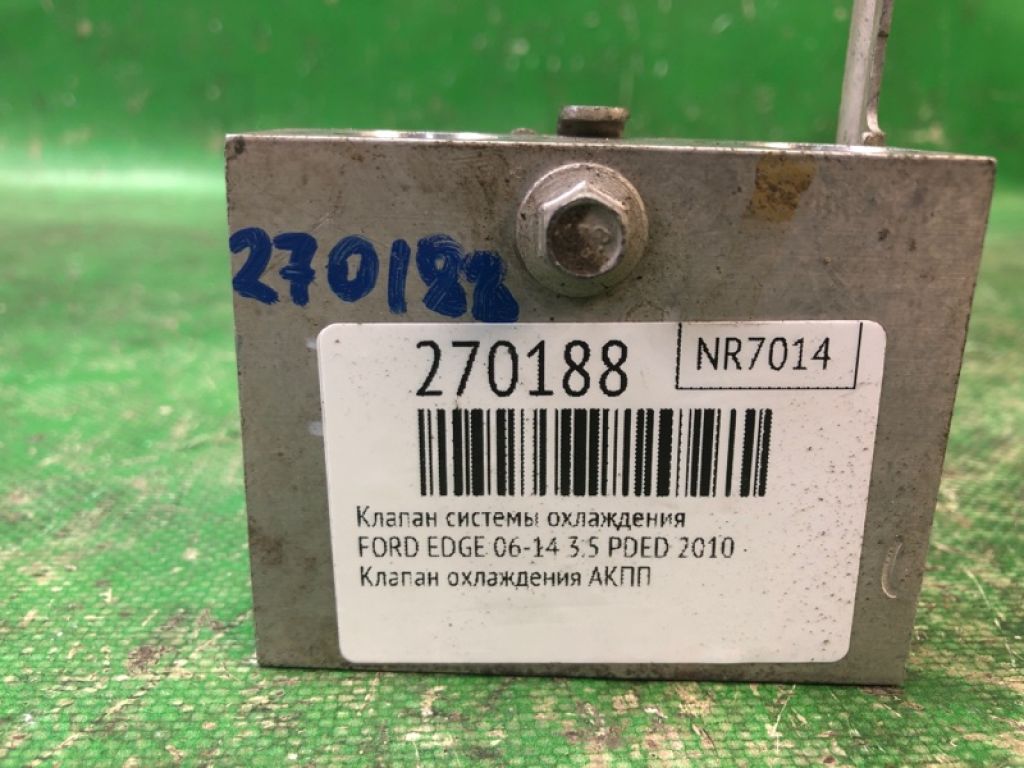 270188
270188
NR7014
Клапан системы охлаждения
FORD EDGE 06-14 3.5 PDED 2010
Клапан охлаждения АКПП